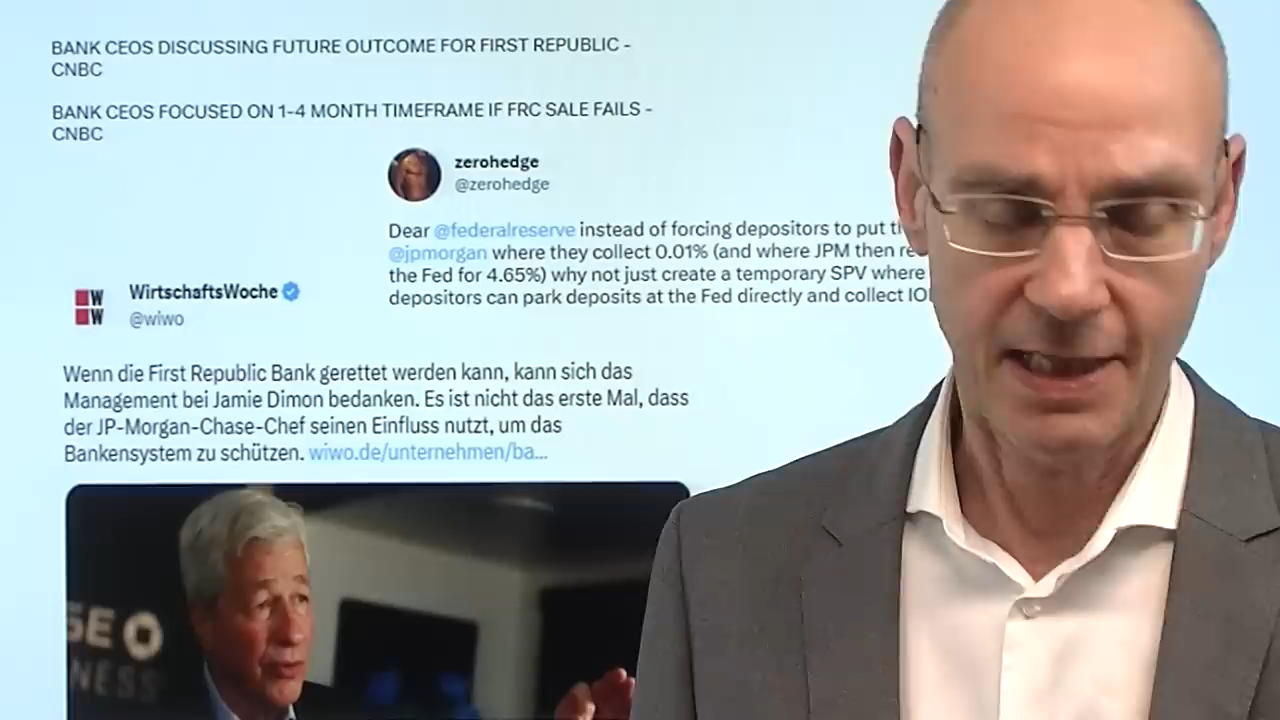 BANK CEOS DISCUSSING FUTURE OUTCOME FOR FIRST REPUBLIC -
CNBC
BANK CEOS FOCUSED ON 1-4 MONTH TIMEFRAME IF FRC SALE FAILS -
CNBC
zerohedge
@zerohedge
Dear @federalreserve instead of forcing depositors to put
@jpmorgan where they collect 0.01% (and where JPM then
the Fed for 4.65%) why not just create a temporary SPV where
depositors can park deposits at the Fed directly and collect
W
W
WirtschaftsWoche
@wiwo
Wenn die First Republic Bank gerettet werden kann, kann sich das
Management bei Jamie Dimon bedanken. Es ist nicht das erste Mal, dass
der JP-Morgan-Chase-Chef seinen Einfluss nutzt, um das
Bankensystem zu schützen. wiwo.de/unternehmen/ba...